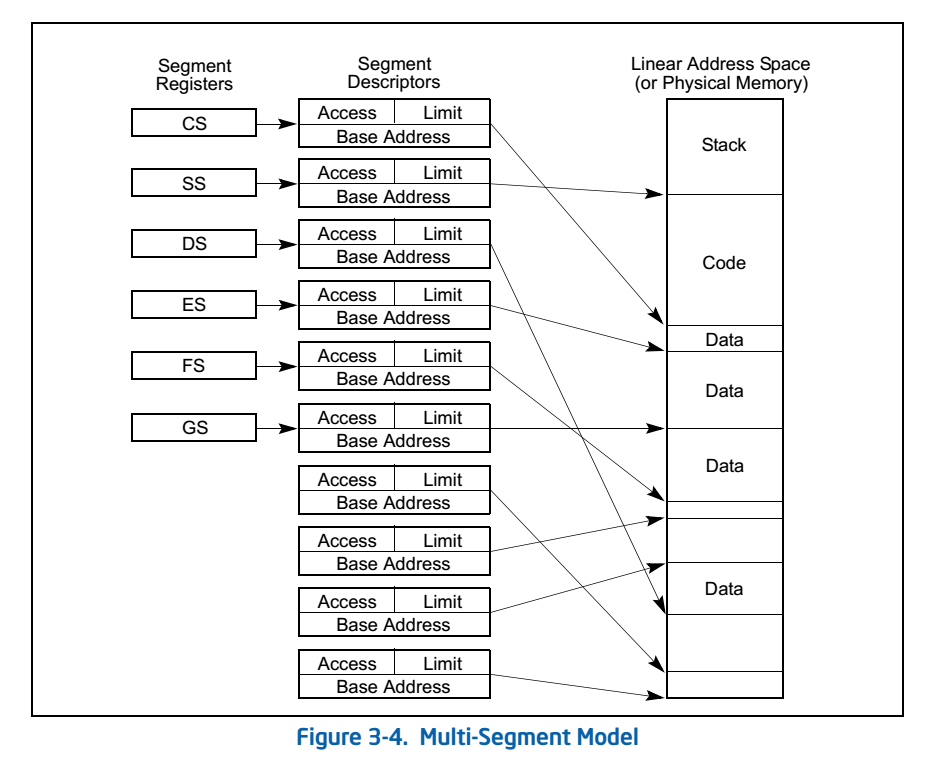 Segment
Registers
Segment
Descriptors
Linear Address Space
(or Physical Memory)
CS
Access Limit
Base Address
Stack
SS
Access Limit
Base Address
DS
Access Limit
Base Address
Code
ES
Access Limit
Base Address
Data
FS
Access Limit
Base Address
Data
GS
Access Limit
Base Address
Data
Access Limit
Base Address
Access Limit
Base Address
Access Limit
Base Address
Data
Access Limit
Base Address
Figure 3-4. Multi-Segment Model